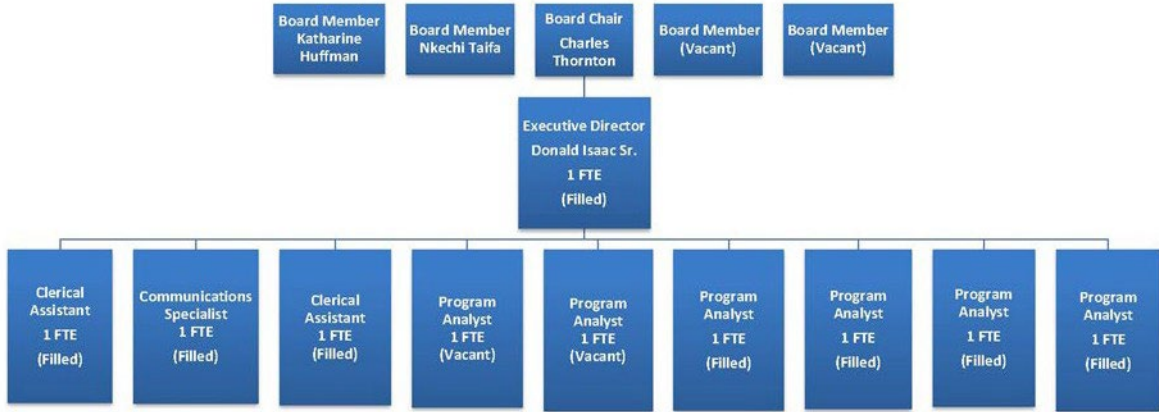 Board Member
Katharine
Huffman
Board Member
Nkechi Taifa
Board Chair
Charles
Thornton
Board Member
(Vacant)
Board Member
(Vacant)
Executive Director
Donald Isaac Sr.
1 FTE
(Filled)
Clerical
Assistant
1 FTE
(Filled)
Communications
Specialist
1 FTE
(Filled)
Clerical
Assistant
1 FTE
(Filled)
Program
Analyst
1 FTE
(Vacant)
Program
Analyst
1 FTE
(Vacant)
Program
Analyst
1 FTE
(Filled)
Program
Analyst
1 FTE
(Filled)
Program
Analyst
1 FTE
(Filled)
Program
Analyst
1 FTE
(Filled)